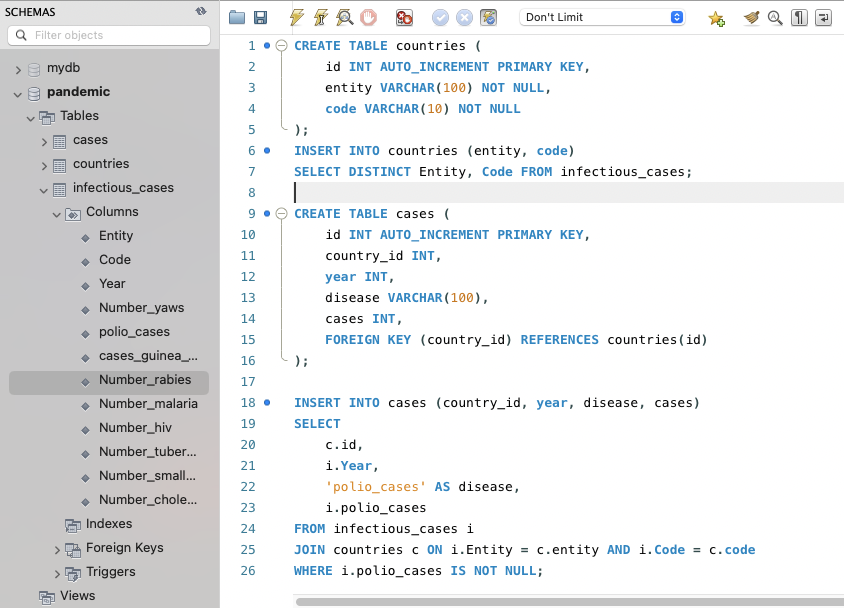 SCHEMAS
Filter objects
mydb
pandemic
Tables
cases
countries
infectious_cases
Columns
Entity
Code
Year
Number_yaws
polio_cases
cases_guinea_...
Number_rabies
Number_malaria
Number_hiv
Number_tuber...
Number_small...
Number_chole...
Indexes
Foreign Keys
Triggers
Views
Don't Limit
1 CREATE TABLE countries (
2 id INT AUTO_INCREMENT PRIMARY KEY,
3 entity VARCHAR(100) NOT NULL,
4 code VARCHAR(10) NOT NULL
5 );
6 INSERT INTO countries (entity, code)
7 SELECT DISTINCT Entity, Code FROM infectious_cases;
8
9 CREATE TABLE cases (
10 id INT AUTO_INCREMENT PRIMARY KEY,
11 country_id INT,
12 year INT,
13 disease VARCHAR(100),
14 cases INT,
15 FOREIGN KEY (country_id) REFERENCES countries(id)
16 );
17
18 INSERT INTO cases (country_id, year, disease, cases)
19 SELECT
20 c.id,
21 i.Year,
22 'polio_cases' AS disease,
23 i.polio_cases
24 FROM infectious_cases i
25 JOIN countries c ON i.Entity = c.entity AND i.Code = c.code
26 WHERE i.polio_cases IS NOT NULL;